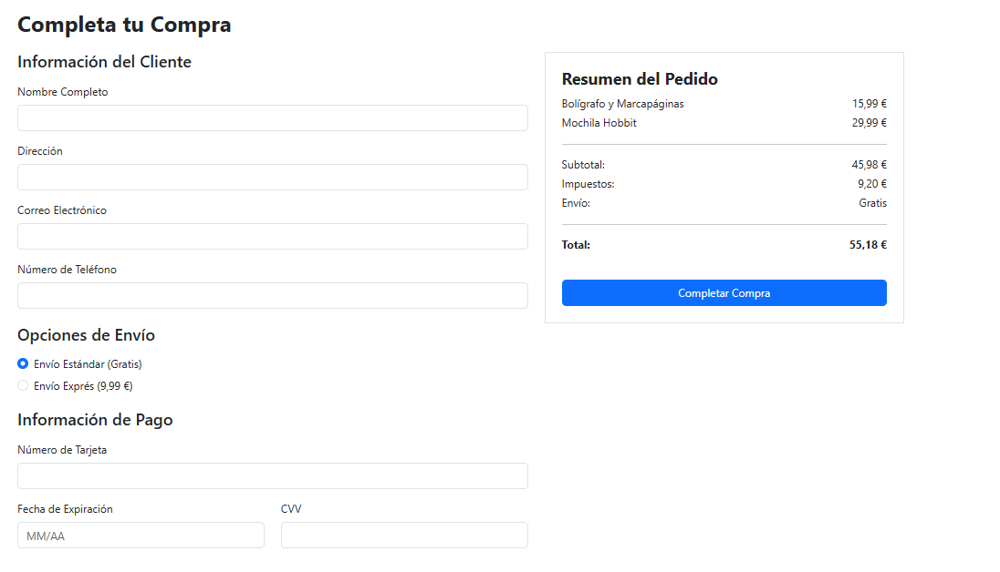 Completa tu Compra
Información del Cliente
Nombre Completo
Dirección
Correo Electrónico
Número de Teléfono
Opciones de Envío
Envío Estándar (Gratis)
Envío Exprés (9,99 €)
Información de Pago
Número de Tarjeta
Fecha de Expiración CVV
MM/AA
Resumen del Pedido
Bolígrafo y Marcapáginas 15,99 €
Mochila Hobbit 29,99 €
Subtotal: 45,98 €
Impuestos: 9,20 €
Envío: Gratis
Total: 55,18 €
Completar Compra